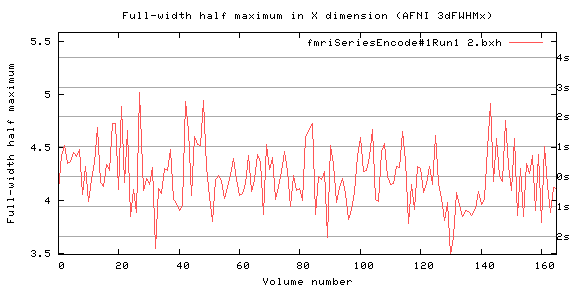 Full-width half maximum in X dimension (AFNI 3dFWHMx)
fmriSeriesEncode#1Run1 2.bxh
Full-width half maximum
5.5
5
4.5
4
3.5
4s
3s
2s
1s
0s
1s
2s
0 20 40 60 80 100 120 140 160
Volume number